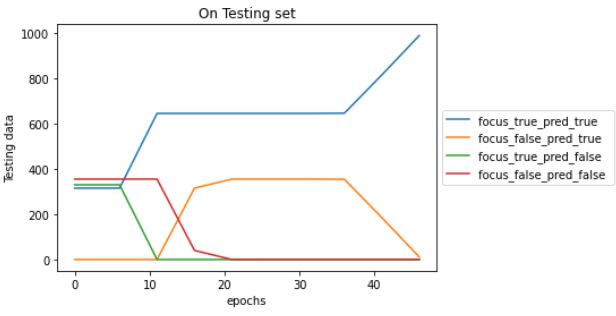 On Testing set
1000
800
600
400
200
0
Testing data
0 10 20 30 40
epochs
focus_true_pred_true
focus_false_pred_true
focus_true_pred_false
focus_false_pred_false